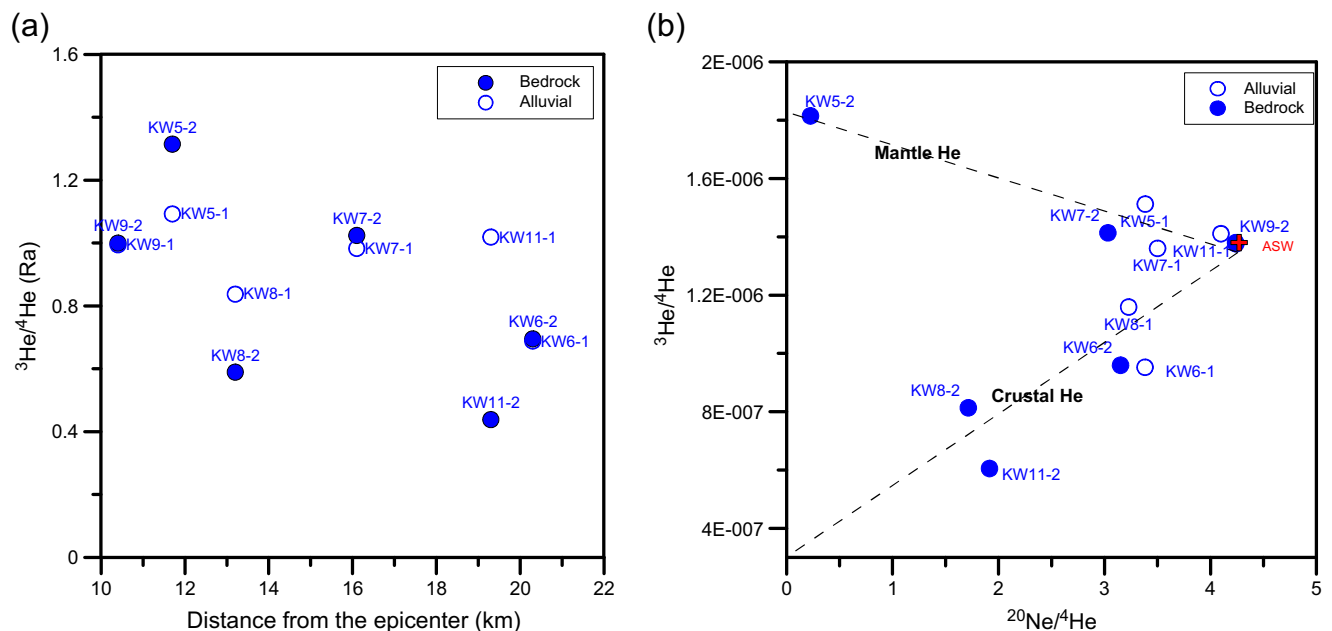 (a)
1.6
1.2
0.8
0.4
0
³He/⁴He (Ra)
Bedrock
Alluvial
KW5-2
KW5-1
KW9-2
KW9-1
KW7-2
KW7-1
KW11-1
KW8-1
KW8-2
KW6-2
KW6-1
KW11-2
10 12 14 16 18 20 22
Distance from the epicenter (km)
(b)
2E-006
1.6E-006
1.2E-006
8E-007
4E-007
³He/⁴He
Alluvial
Bedrock
KW5-2
Mantle He
KW7-2
KW5-1
KW9-2
KW11-1
ASW
KW7-1
KW8-1
KW6-2
KW6-1
KW8-2
Crustal He
KW11-2
0 1 2 3 4 5
²⁰Ne/⁴He